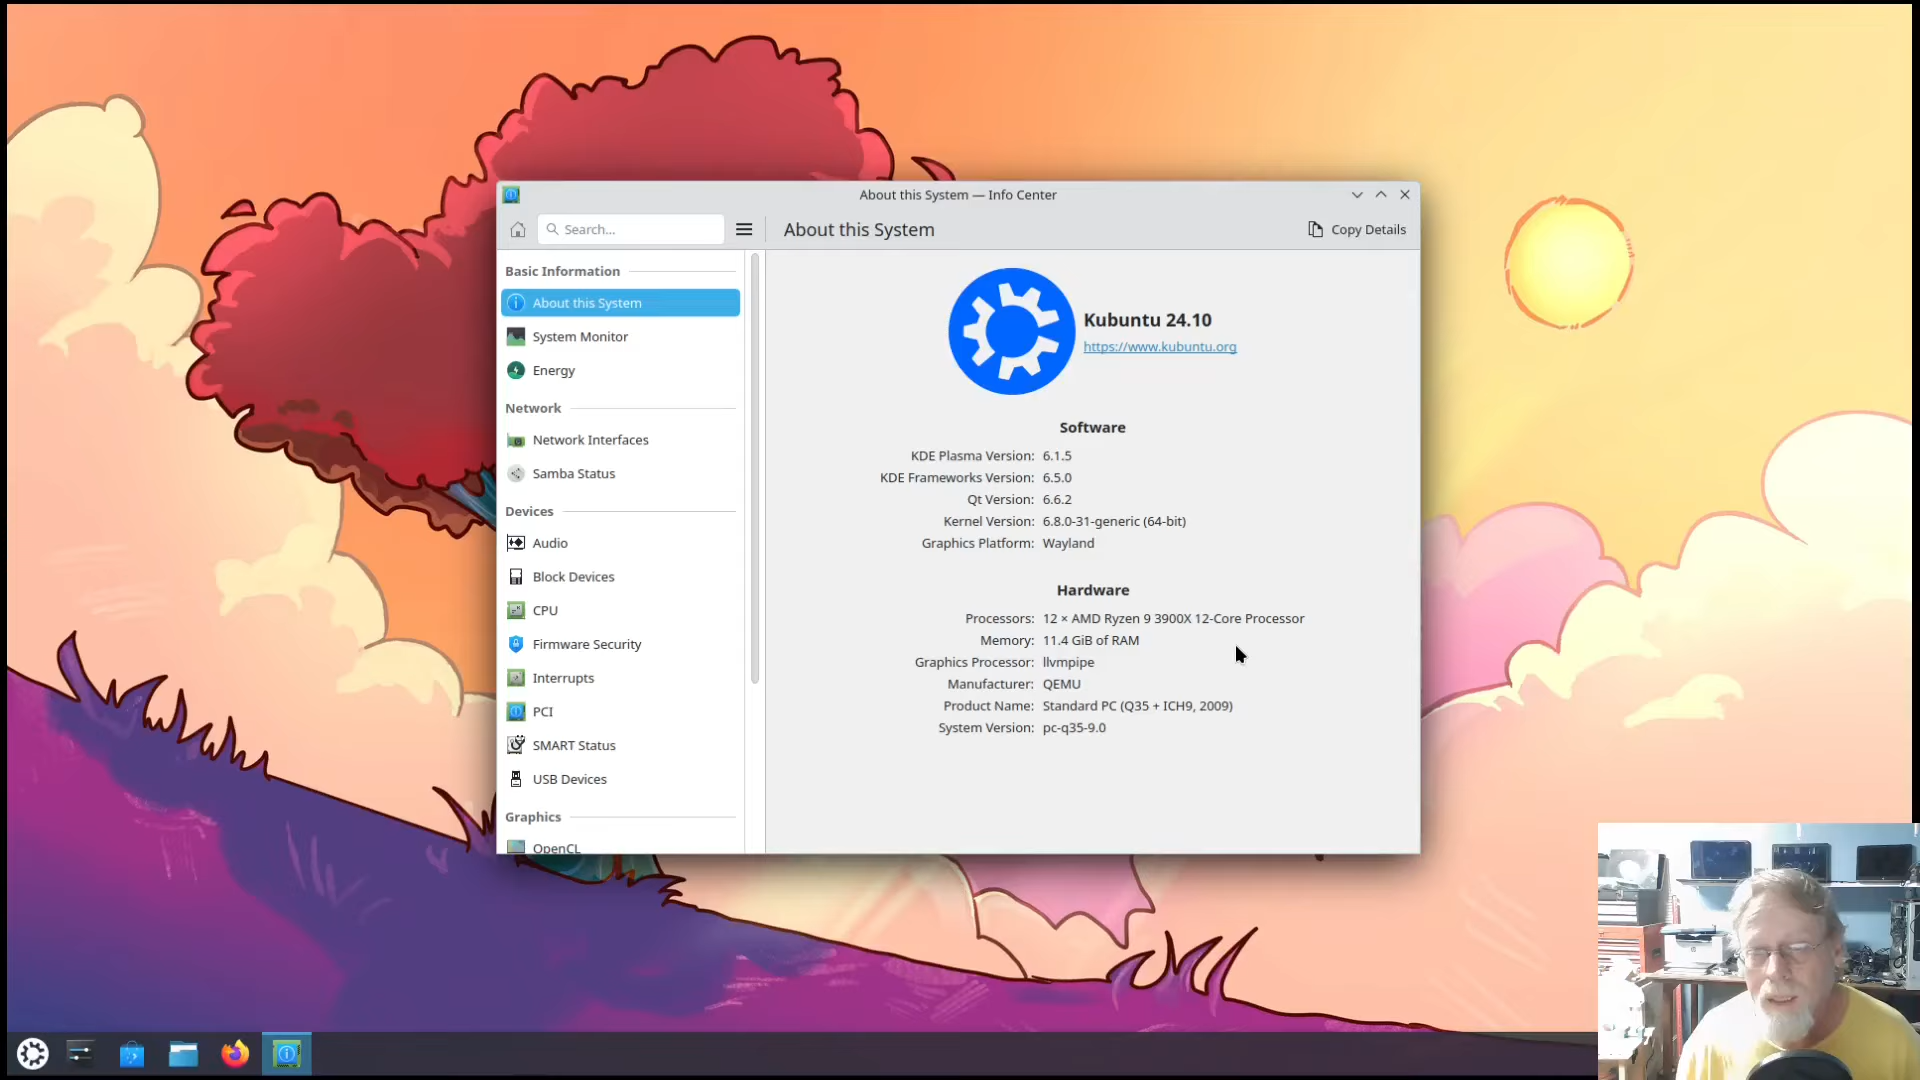 About this System — Info Center
Search...
About this System
Copy Details
Basic Information
About this System
System Monitor
Energy
Network
Network Interfaces
Samba Status
Devices
Audio
Block Devices
CPU
Firmware Security
Interrupts
PCI
SMART Status
USB Devices
Graphics
OpenCL
Kubuntu 24.10
https://www.kubuntu.org
Software
KDE Plasma Version: 6.1.5
KDE Frameworks Version: 6.5.0
Qt Version: 6.6.2
Kernel Version: 6.8.0-31-generic (64-bit)
Graphics Platform: Wayland
Hardware
Processors: 12 × AMD Ryzen 9 3900X 12-Core Processor
Memory: 11.4 GiB of RAM
Graphics Processor: llvmpipe
Manufacturer: QEMU
Product Name: Standard PC (Q35 + ICH9, 2009)
System Version: pc-q35-9.0